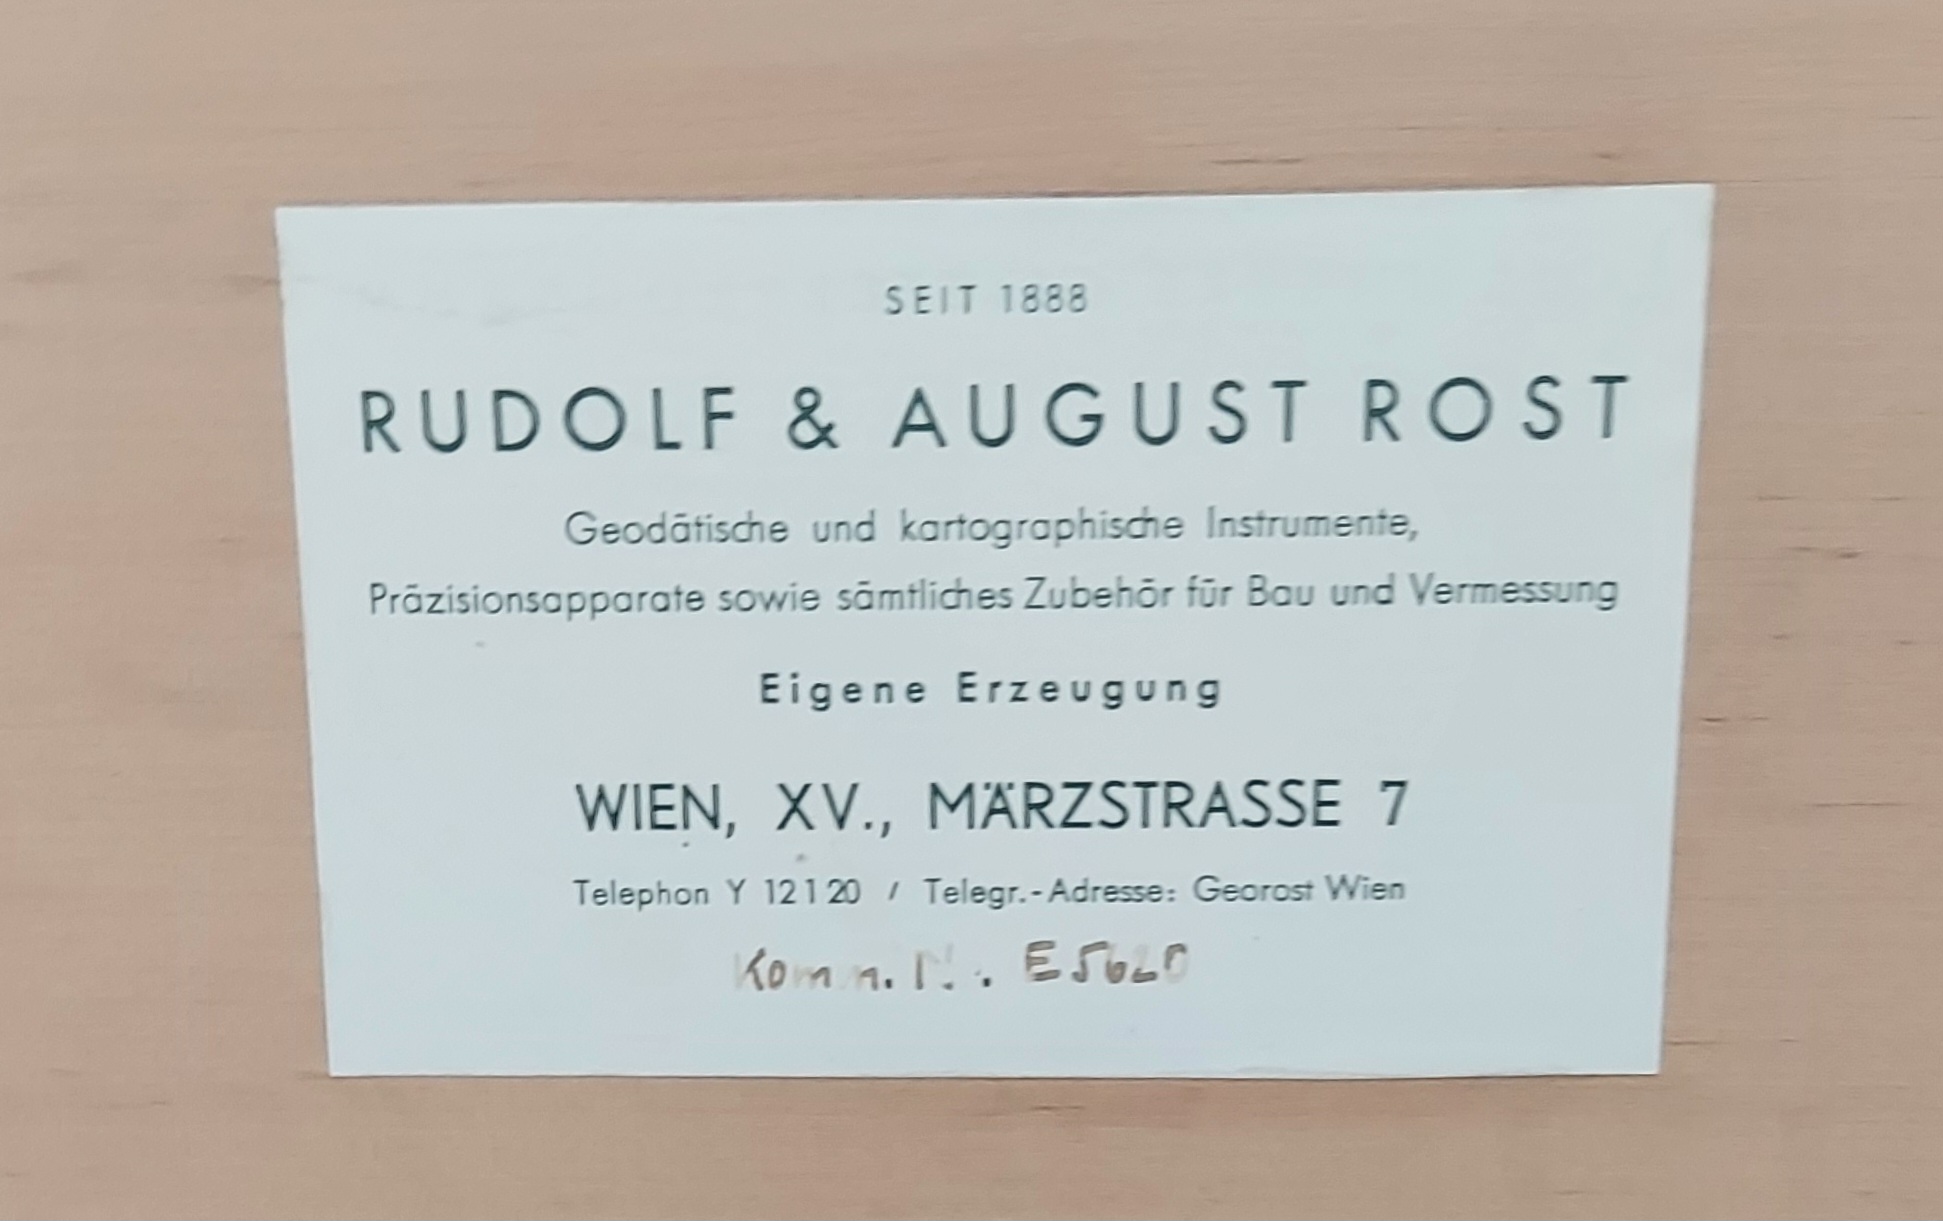 SEIT 1888
RUDOLF & AUGUST ROST
Geodätische und kartographische Instrumente,
Präzisionsapparate sowie sämtliches Zubehör für Bau und Vermessung
Eigene Erzeugung
WIEN, XV., MÄRZSTRASSE 7
Telephon Y 12120 / Telegr.-Adresse: Georost Wien
Komm.